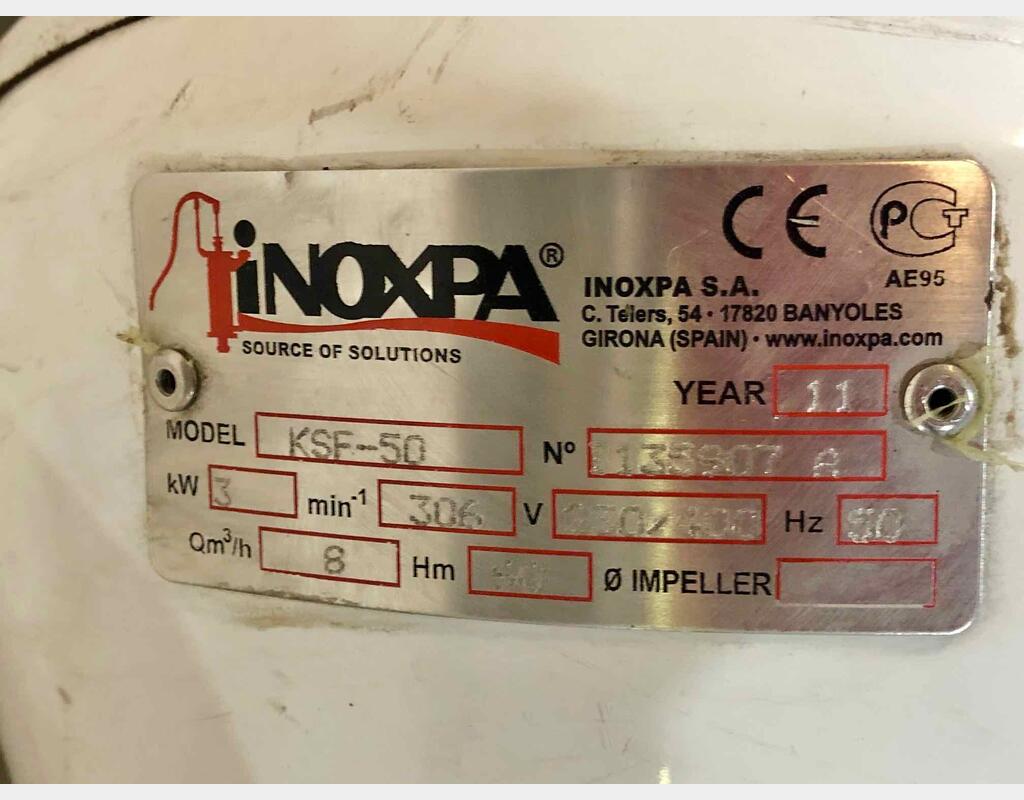 iNOXPA®
SOURCE OF SOLUTIONS
CE
PCT
AE95
INOXPA S.A.
C. Telers, 54 · 17820 BANYOLES
GIRONA (SPAIN) · www.inoxpa.com
YEAR 11
MODEL KSF-50 Nº A
kW 3 min-1 306 V Hz 50
Qm³/h 8 Hm Ø IMPELLER